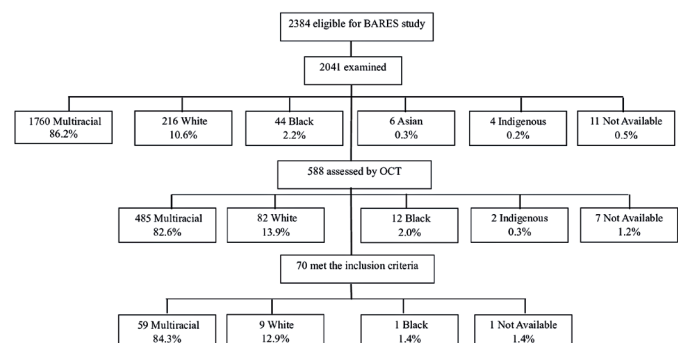 2384 eligible for BARES study
2041 examined
1760 Multiracial
86.2%
216 White
10.6%
44 Black
2.2%
6 Asian
0.3%
4 Indigenous
0.2%
11 Not Available
0.5%
588 assessed by OCT
485 Multiracial
82.6%
82 White
13.9%
12 Black
2.0%
2 Indigenous
0.3%
7 Not Available
1.2%
70 met the inclusion criteria
59 Multiracial
84.3%
9 White
12.9%
1 Black
1.4%
1 Not Available
1.4%